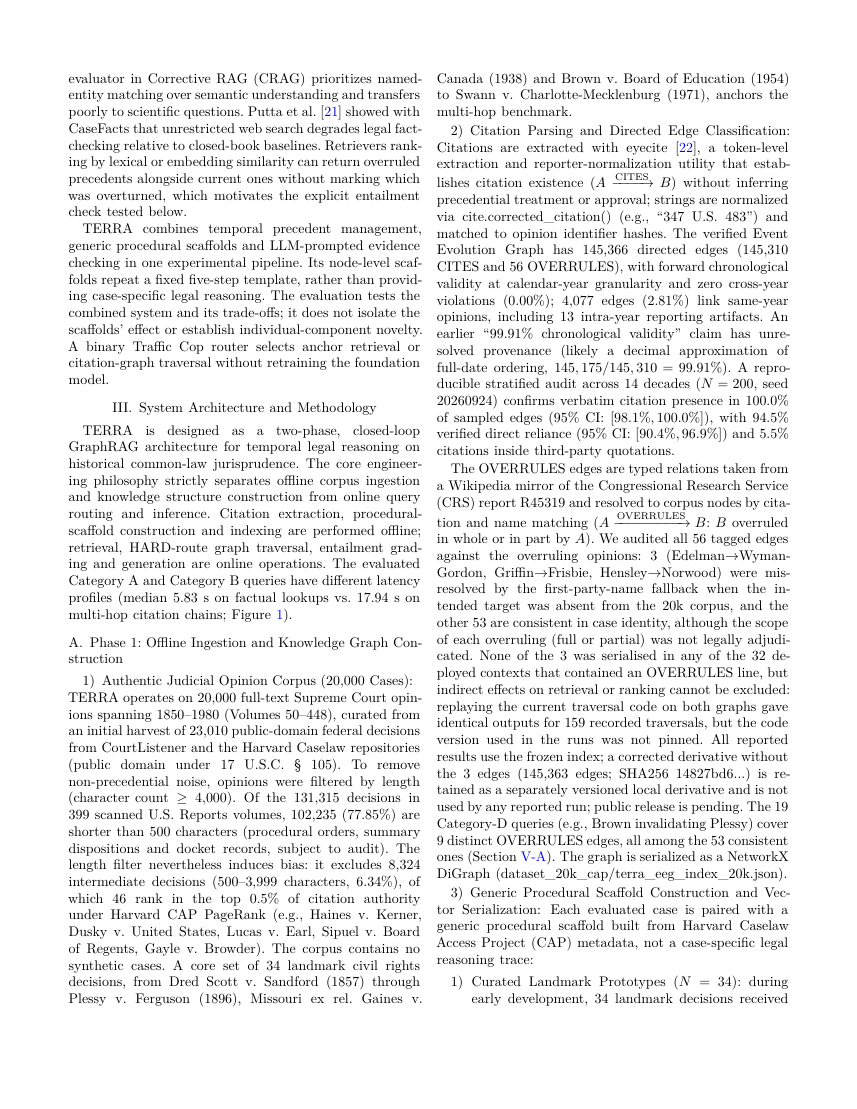 evaluator in Corrective RAG (CRAG) prioritizes named-
entity matching over semantic understanding and transfers
poorly to scientific questions. Putta et al. [21] showed with
CaseFacts that unrestricted web search degrades legal fact-
checking relative to closed-book baselines. Retrievers rank-
ing by lexical or embedding similarity can return overruled
precedents alongside current ones without marking which
was overturned, which motivates the explicit entailment
check tested below.
TERRA combines temporal precedent management,
generic procedural scaffolds and LLM-prompted evidence
checking in one experimental pipeline. Its node-level scaf-
folds repeat a fixed five-step template, rather than provid-
ing case-specific legal reasoning. The evaluation tests the
combined system and its trade-offs; it does not isolate the
scaffolds' effect or establish individual-component novelty.
A binary Traffic Cop router selects anchor retrieval or
citation-graph traversal without retraining the foundation
model.
III. System Architecture and Methodology
TERRA is designed as a two-phase, closed-loop
GraphRAG architecture for temporal legal reasoning on
historical common-law jurisprudence. The core engineer-
ing philosophy strictly separates offline corpus ingestion
and knowledge structure construction from online query
routing and inference. Citation extraction, procedural-
scaffold construction and indexing are performed offline;
retrieval, HARD-route graph traversal, entailment grad-
ing and generation are online operations. The evaluated
Category A and Category B queries have different latency
profiles (median 5.83 s on factual lookups vs. 17.94 s on
multi-hop citation chains; Figure 1).
A. Phase 1: Offline Ingestion and Knowledge Graph Con-
struction
1) Authentic Judicial Opinion Corpus (20,000 Cases):
TERRA operates on 20,000 full-text Supreme Court opin-
ions spanning 1850–1980 (Volumes 50–448), curated from
an initial harvest of 23,010 public-domain federal decisions
from CourtListener and the Harvard Caselaw repositories
(public domain under 17 U.S.C. § 105). To remove
non-precedential noise, opinions were filtered by length
(character count ≥ 4,000). Of the 131,315 decisions in
399 scanned U.S. Reports volumes, 102,235 (77.85%) are
shorter than 500 characters (procedural orders, summary
dispositions and docket records, subject to audit). The
length filter nevertheless induces bias: it excludes 8,324
intermediate decisions (500–3,999 characters, 6.34%), of
which 46 rank in the top 0.5% of citation authority
under Harvard CAP PageRank (e.g., Haines v. Kerner,
Dusky v. United States, Lucas v. Earl, Sipuel v. Board
of Regents, Gayle v. Browder). The corpus contains no
synthetic cases. A core set of 34 landmark civil rights
decisions, from Dred Scott v. Sandford (1857) through
Plessy v. Ferguson (1896), Missouri ex rel. Gaines v.
Canada (1938) and Brown v. Board of Education (1954)
to Swann v. Charlotte-Mecklenburg (1971), anchors the
multi-hop benchmark.
2) Citation Parsing and Directed Edge Classification:
Citations are extracted with eyecite [22], a token-level
extraction and reporter-normalization utility that estab-
lishes citation existence (A CITES→ B) without inferring
precedential treatment or approval; strings are normalized
via cite.corrected_citation() (e.g., “347 U.S. 483”) and
matched to opinion identifier hashes. The verified Event
Evolution Graph has 145,366 directed edges (145,310
CITES and 56 OVERRULES), with forward chronological
validity at calendar-year granularity and zero cross-year
violations (0.00%); 4,077 edges (2.81%) link same-year
opinions, including 13 intra-year reporting artifacts. An
earlier “99.91% chronological validity” claim has unre-
solved provenance (likely a decimal approximation of
full-date ordering, 145, 175/145, 310 = 99.91%). A repro-
ducible stratified audit across 14 decades (N = 200, seed
20260924) confirms verbatim citation presence in 100.0%
of sampled edges (95% CI: [98.1%, 100.0%]), with 94.5%
verified direct reliance (95% CI: [90.4%, 96.9%]) and 5.5%
citations inside third-party quotations.
The OVERRULES edges are typed relations taken from
a Wikipedia mirror of the Congressional Research Service
(CRS) report R45319 and resolved to corpus nodes by cita-
tion and name matching (A OVERRULES→ B: B overruled
in whole or in part by A). We audited all 56 tagged edges
against the overruling opinions: 3 (Edelman→Wyman-
Gordon, Griffin→Frisbie, Hensley→Norwood) were mis-
resolved by the first-party-name fallback when the in-
tended target was absent from the 20k corpus, and the
other 53 are consistent in case identity, although the scope
of each overruling (full or partial) was not legally adjudi-
cated. None of the 3 was serialised in any of the 32 de-
ployed contexts that contained an OVERRULES line, but
indirect effects on retrieval or ranking cannot be excluded:
replaying the current traversal code on both graphs gave
identical outputs for 159 recorded traversals, but the code
version used in the runs was not pinned. All reported
results use the frozen index; a corrected derivative without
the 3 edges (145,363 edges; SHA256 14827bd6...) is re-
tained as a separately versioned local derivative and is not
used by any reported run; public release is pending. The 19
Category-D queries (e.g., Brown invalidating Plessy) cover
9 distinct OVERRULES edges, all among the 53 consistent
ones (Section V-A). The graph is serialized as a NetworkX
DiGraph (dataset_20k_cap/terra_eeg_index_20k.json).
3) Generic Procedural Scaffold Construction and Vec-
tor Serialization: Each evaluated case is paired with a
generic procedural scaffold built from Harvard Caselaw
Access Project (CAP) metadata, not a case-specific legal
reasoning trace:
1) Curated Landmark Prototypes (N = 34): during
early development, 34 landmark decisions received